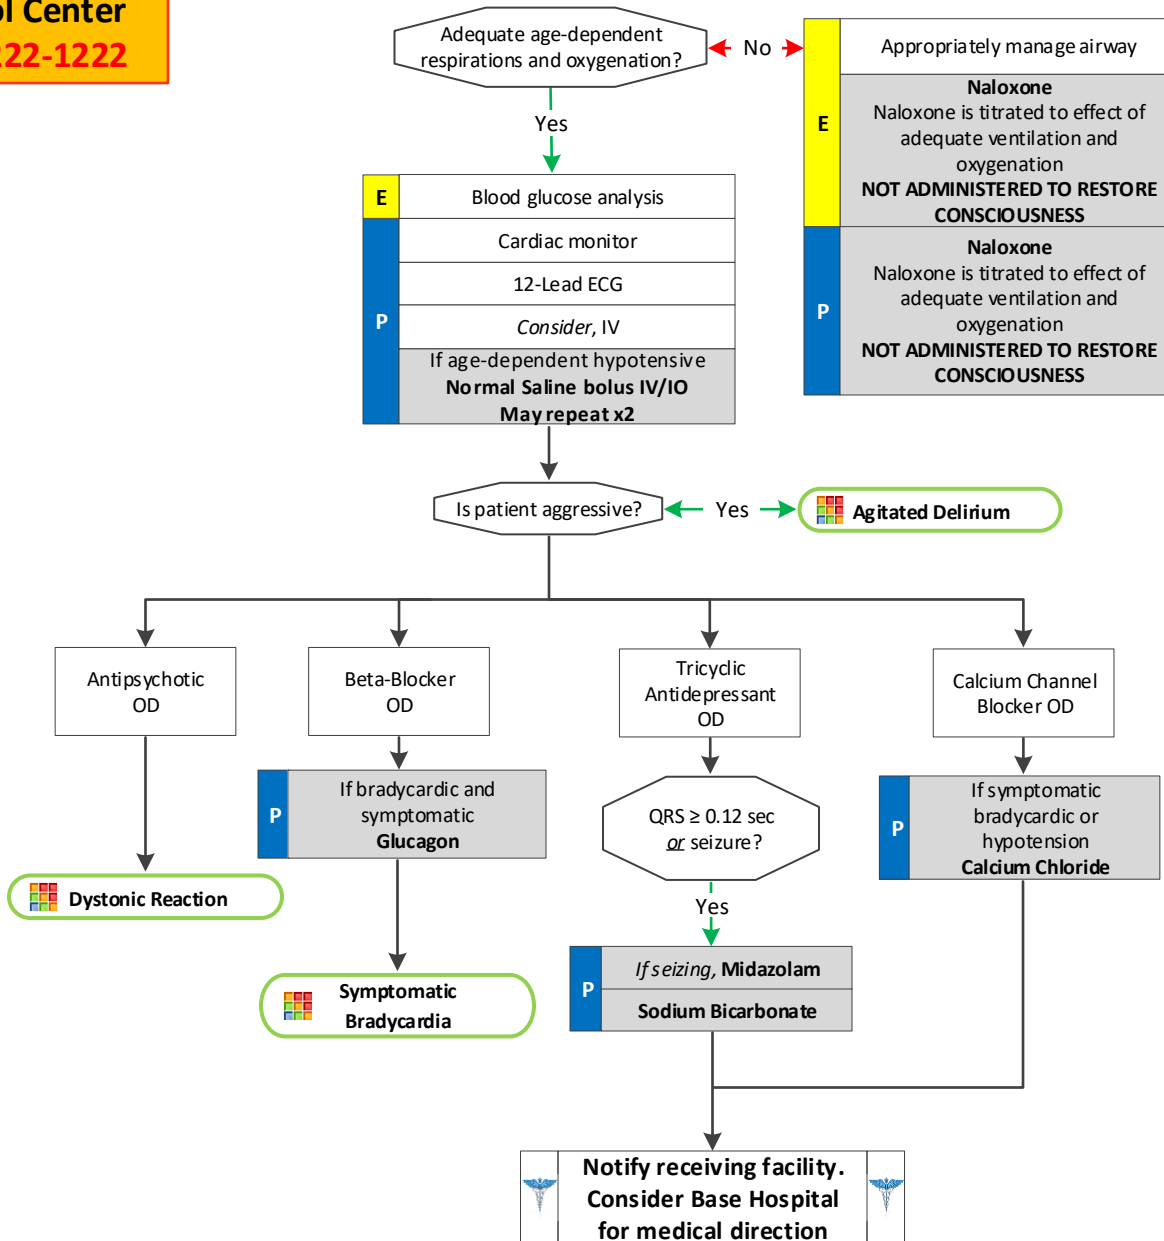 Center
222-1222
Adequate age-dependent
respirations and oxygenation?
No
Yes
E
Appropriately manage airway
Naloxone
Naloxone is titrated to effect of
adequate ventilation and
oxygenation
NOT ADMINISTERED TO RESTORE
CONSCIOUSNESS
P
Naloxone
Naloxone is titrated to effect of
adequate ventilation and
oxygenation
NOT ADMINISTERED TO RESTORE
CONSCIOUSNESS
E
Blood glucose analysis
P
Cardiac monitor
12-Lead ECG
Consider, IV
If age-dependent hypotensive
Normal Saline bolus IV/IO
May repeat x2
Is patient aggressive?
Yes
Agitated Delirium
Antipsychotic
OD
Beta-Blocker
OD
Tricyclic
Antidepressant
OD
Calcium Channel
Blocker OD
P
If bradycardic and
symptomatic
Glucagon
QRS ≥ 0.12 sec
or seizure?
P
If symptomatic
bradycardic or
hypotension
Calcium Chloride
Dystonic Reaction
Yes
Symptomatic
Bradycardia
P
If seizing, Midazolam
Sodium Bicarbonate
Notify receiving facility.
Consider Base Hospital
for medical direction